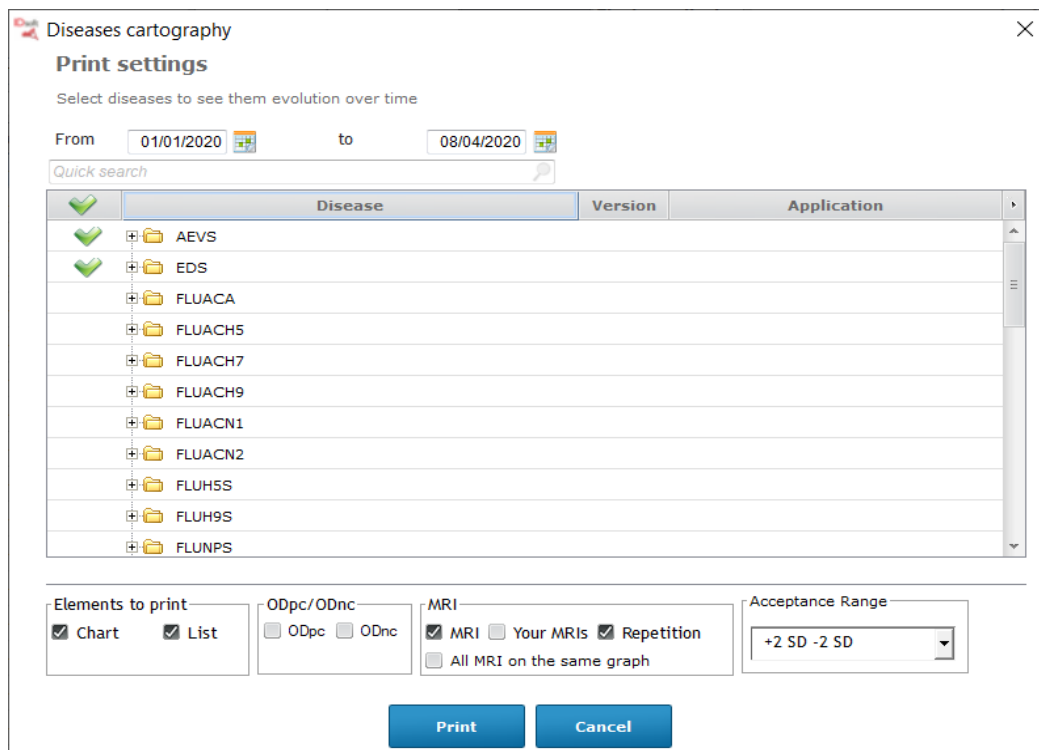 Diseases cartography
Print settings
Select diseases to see them evolution over time
From 01/01/2020 to 08/04/2020
Quick search
Disease Version Application
AEVS
EDS
FLUACA
FLUACH5
FLUACH7
FLUACH9
FLUACN1
FLUACN2
FLUH5S
FLUH9S
FLUNPS
Elements to print ODpc/ODnc MRI Acceptance Range
Chart List ODpc ODnc MRI Your MRIs Repetition +2 SD -2 SD
All MRI on the same graph
Print Cancel